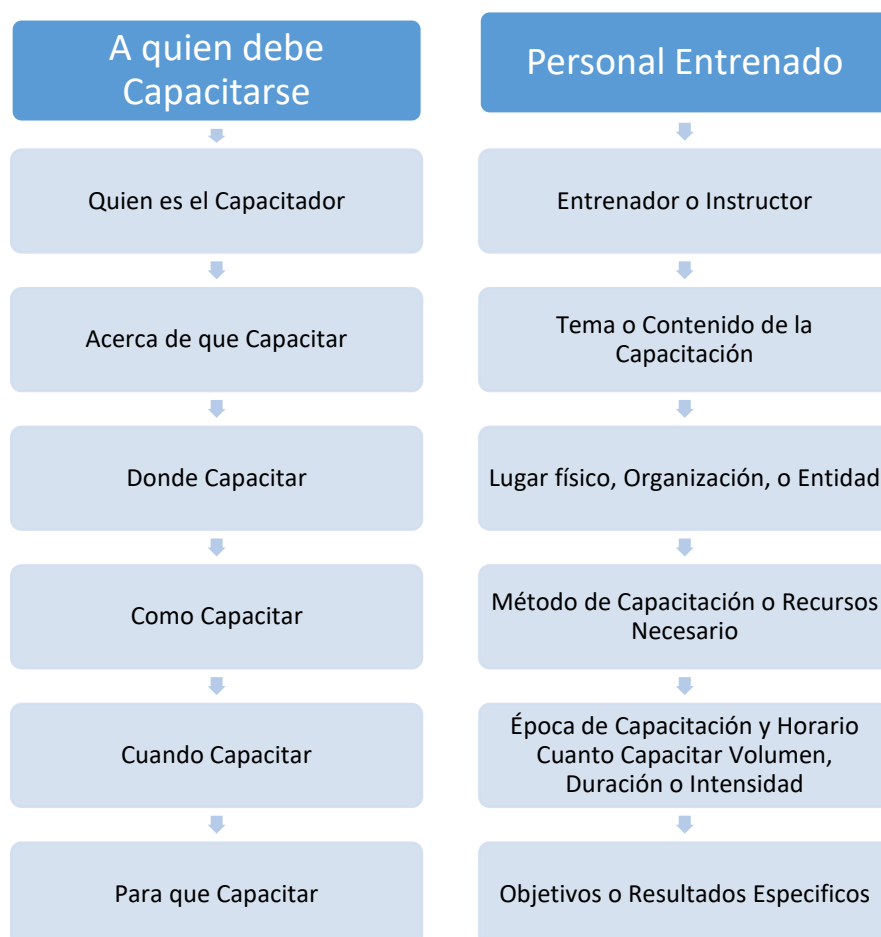 A quien debe
Capacitarse
Quien es el Capacitador
Acerca de que Capacitar
Donde Capacitar
Como Capacitar
Cuando Capacitar
Para que Capacitar
Personal Entrenado
Entrenador o Instructor
Tema o Contenido de la
Capacitación
Lugar físico, Organización, o Entidad
Método de Capacitación o Recursos
Necesario
Época de Capacitación y Horario
Cuanto Capacitar Volumen,
Duración o Intensidad
Objetivos o Resultados Especificos